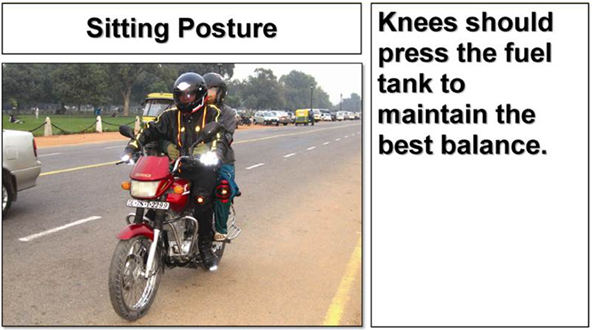 Sitting Posture
Knees should
press the fuel
tank to
maintain the
best balance.